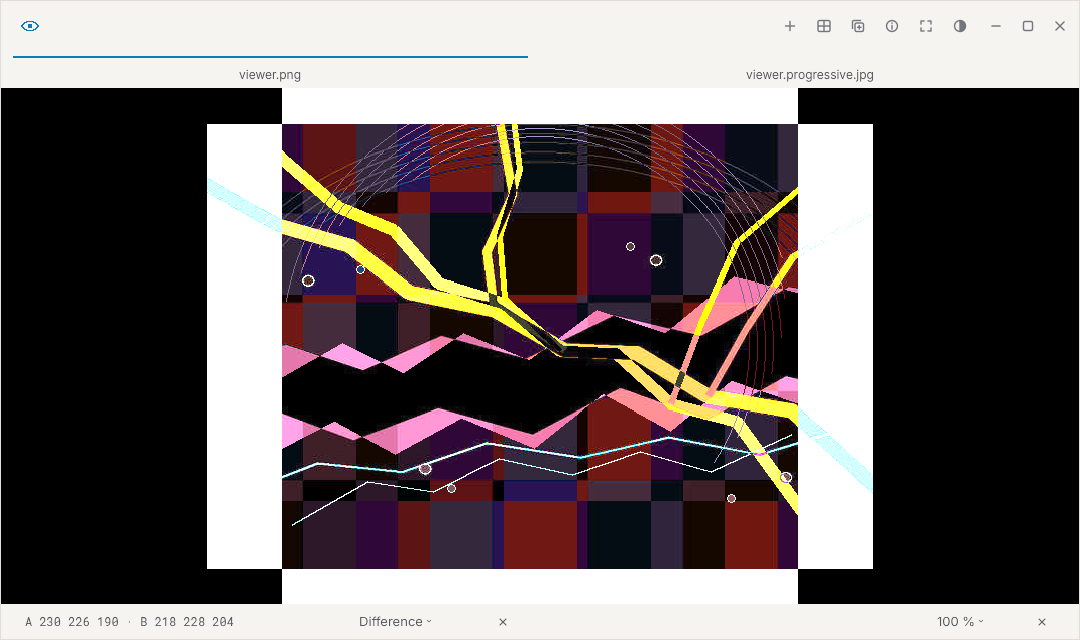 viewer.png
viewer.progressive.jpg
A 230 226 190 · B 218 228 204
Difference
100 %